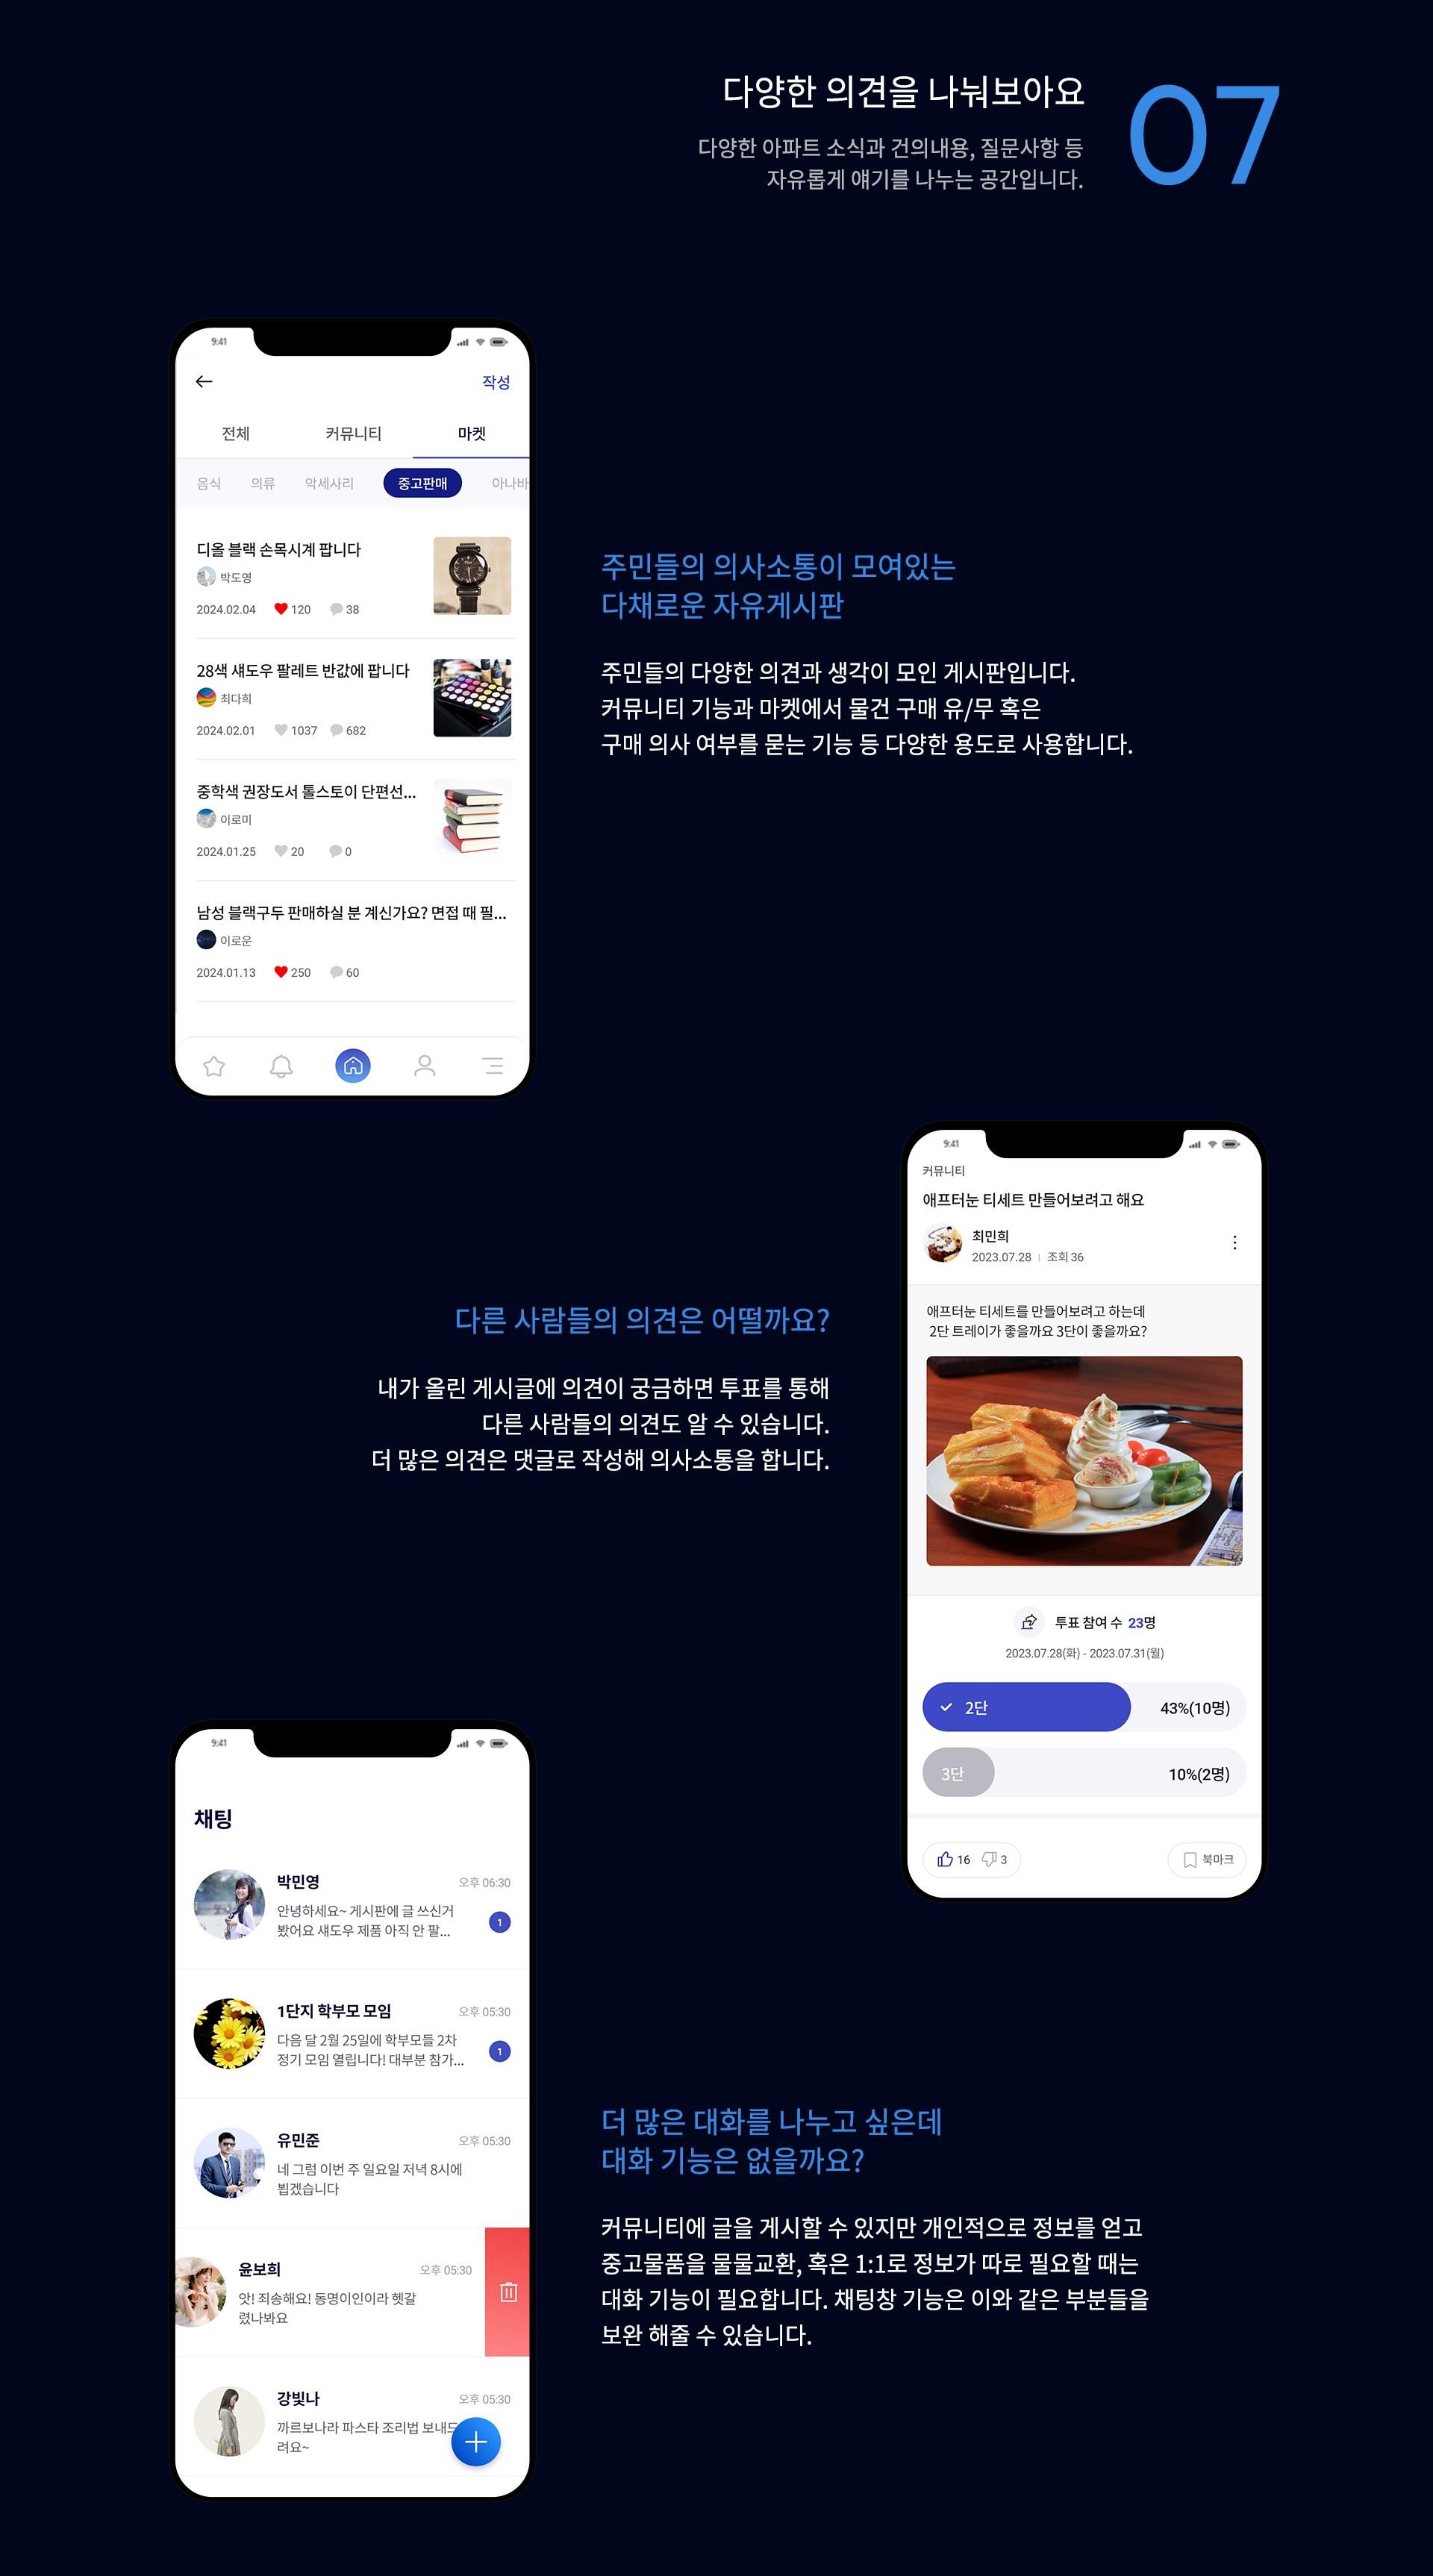 다양한 의견을 나눠보아요
07
다양한 아파트 소식과 건의내용, 질문사항 등
자유롭게 얘기를 나누는 공간입니다.
9:41
작성
전체 커뮤니티 마켓
음식 의류 악세사리 중고판매 아나바
디올 블랙 손목시계 팝니다
박도영
2024.02.04 120 38
28색 섀도우 팔레트 반값에 팝니다
최다희
2024.02.01 1037 682
중학색 권장도서 톨스토이 단편선...
이로미
2024.01.25 20 0
남성 블랙구두 판매하실 분 계신가요? 면접 때 필...
이로운
2024.01.13 250 60
주민들의 의사소통이 모여있는
다채로운 자유게시판
주민들의 다양한 의견과 생각이 모인 게시판입니다.
커뮤니티 기능과 마켓에서 물건 구매 유/무 혹은
구매 의사 여부를 묻는 기능 등 다양한 용도로 사용합니다.
다른 사람들의 의견은 어떨까요?
내가 올린 게시글에 의견이 궁금하면 투표를 통해
다른 사람들의 의견도 알 수 있습니다.
더 많은 의견은 댓글로 작성해 의사소통을 합니다.
9:41
커뮤니티
애프터눈 티세트 만들어보려고 해요
최민희
2023.07.28 | 조회 36
애프터눈 티세트를 만들어보려고 하는데
2단 트레이가 좋을까요 3단이 좋을까요?
투표 참여 수 23명
2023.07.28(화) - 2023.07.31(월)
2단 43%(10명)
3단 10%(2명)
16 3 북마크
9:41
채팅
박민영 오후 06:30
안녕하세요~ 게시판에 글 쓰신거
봤어요 섀도우 제품 아직 안 팔...
1
1단지 학부모 모임 오후 05:30
다음 달 2월 25일에 학부모들 2차
정기 모임 열립니다! 대부분 참가...
1
유민준 오후 05:30
네 그럼 이번 주 일요일 저녁 8시에
뵙겠습니다
윤보희 오후 05:30
앗! 죄송해요! 동명이인이라 헷갈
렸나봐요
강빛나 오후 05:30
까르보나라 파스타 조리법 보내드
려요~
더 많은 대화를 나누고 싶은데
대화 기능은 없을까요?
커뮤니티에 글을 게시할 수 있지만 개인적으로 정보를 얻고
중고물품을 물물교환, 혹은 1:1로 정보가 따로 필요할 때는
대화 기능이 필요합니다. 채팅창 기능은 이와 같은 부분들을
보완 해줄 수 있습니다.